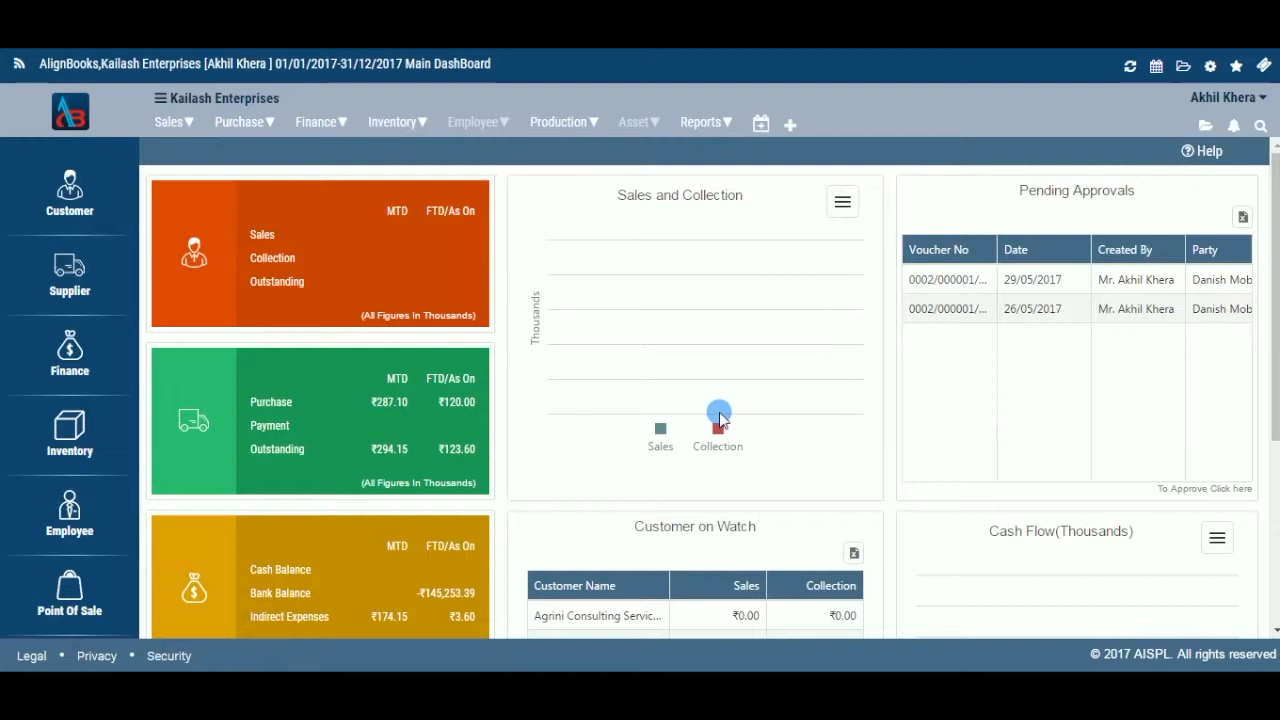 AlignBooks,Kailash Enterprises [Akhil Khera ] 01/01/2017-31/12/2017 Main DashBoard
Kailash Enterprises
Akhil Khera
Sales Purchase Finance Inventory Employee Production Asset Reports
Help
Customer
Supplier
Finance
Inventory
Employee
Point Of Sale
MTD FTD/As On
Sales
Collection
Outstanding
(All Figures In Thousands)
MTD FTD/As On
Purchase ₹287.10 ₹120.00
Payment
Outstanding ₹294.15 ₹123.60
(All Figures In Thousands)
MTD FTD/As On
Cash Balance
Bank Balance -₹145,253.39
Indirect Expenses ₹174.15 ₹3.60
Sales and Collection
Thousands
Sales Collection
Customer on Watch
Customer Name Sales Collection
Agrini Consulting Servic... ₹0.00 ₹0.00
Pending Approvals
Voucher No Date Created By Party
0002/000001/... 29/05/2017 Mr. Akhil Khera Danish Mob
0002/000001/... 26/05/2017 Mr. Akhil Khera Danish Mob
To Approve Click here
Cash Flow(Thousands)
Legal • Privacy • Security
© 2017 AISPL. All rights reserved